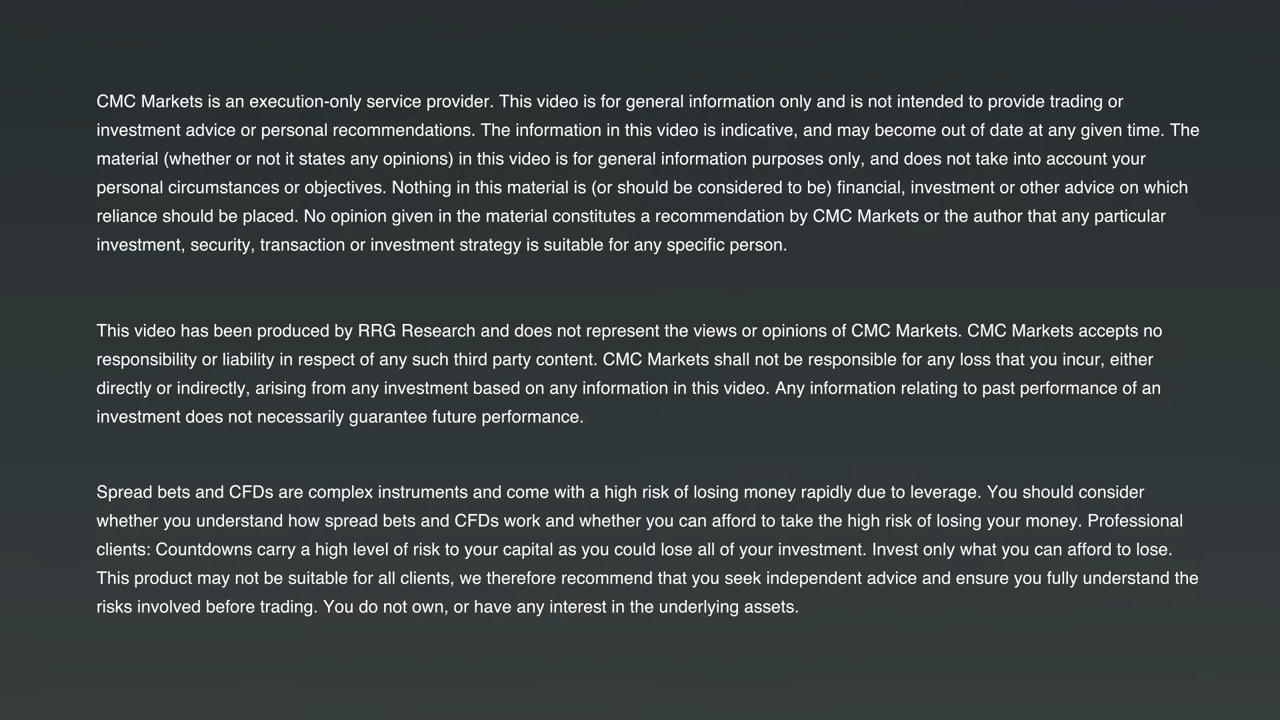 CMC Markets is an execution-only service provider. This video is for general information only and is not intended to provide trading or
investment advice or personal recommendations. The information in this video is indicative, and may become out of date at any given time. The
material (whether or not it states any opinions) in this video is for general information purposes only, and does not take into account your
personal circumstances or objectives. Nothing in this material is (or should be considered to be) financial, investment or other advice on which
reliance should be placed. No opinion given in the material constitutes a recommendation by CMC Markets or the author that any particular
investment, security, transaction or investment strategy is suitable for any specific person.
This video has been produced by RRG Research and does not represent the views or opinions of CMC Markets. CMC Markets accepts no
responsibility or liability in respect of any such third party content. CMC Markets shall not be responsible for any loss that you incur, either
directly or indirectly, arising from any investment based on any information in this video. Any information relating to past performance of an
investment does not necessarily guarantee future performance.
Spread bets and CFDs are complex instruments and come with a high risk of losing money rapidly due to leverage. You should consider
whether you understand how spread bets and CFDs work and whether you can afford to take the high risk of losing your money. Professional
clients: Countdowns carry a high level of risk to your capital as you could lose all of your investment. Invest only what you can afford to lose.
This product may not be suitable for all clients, we therefore recommend that you seek independent advice and ensure you fully understand the
risks involved before trading. You do not own, or have any interest in the underlying assets.